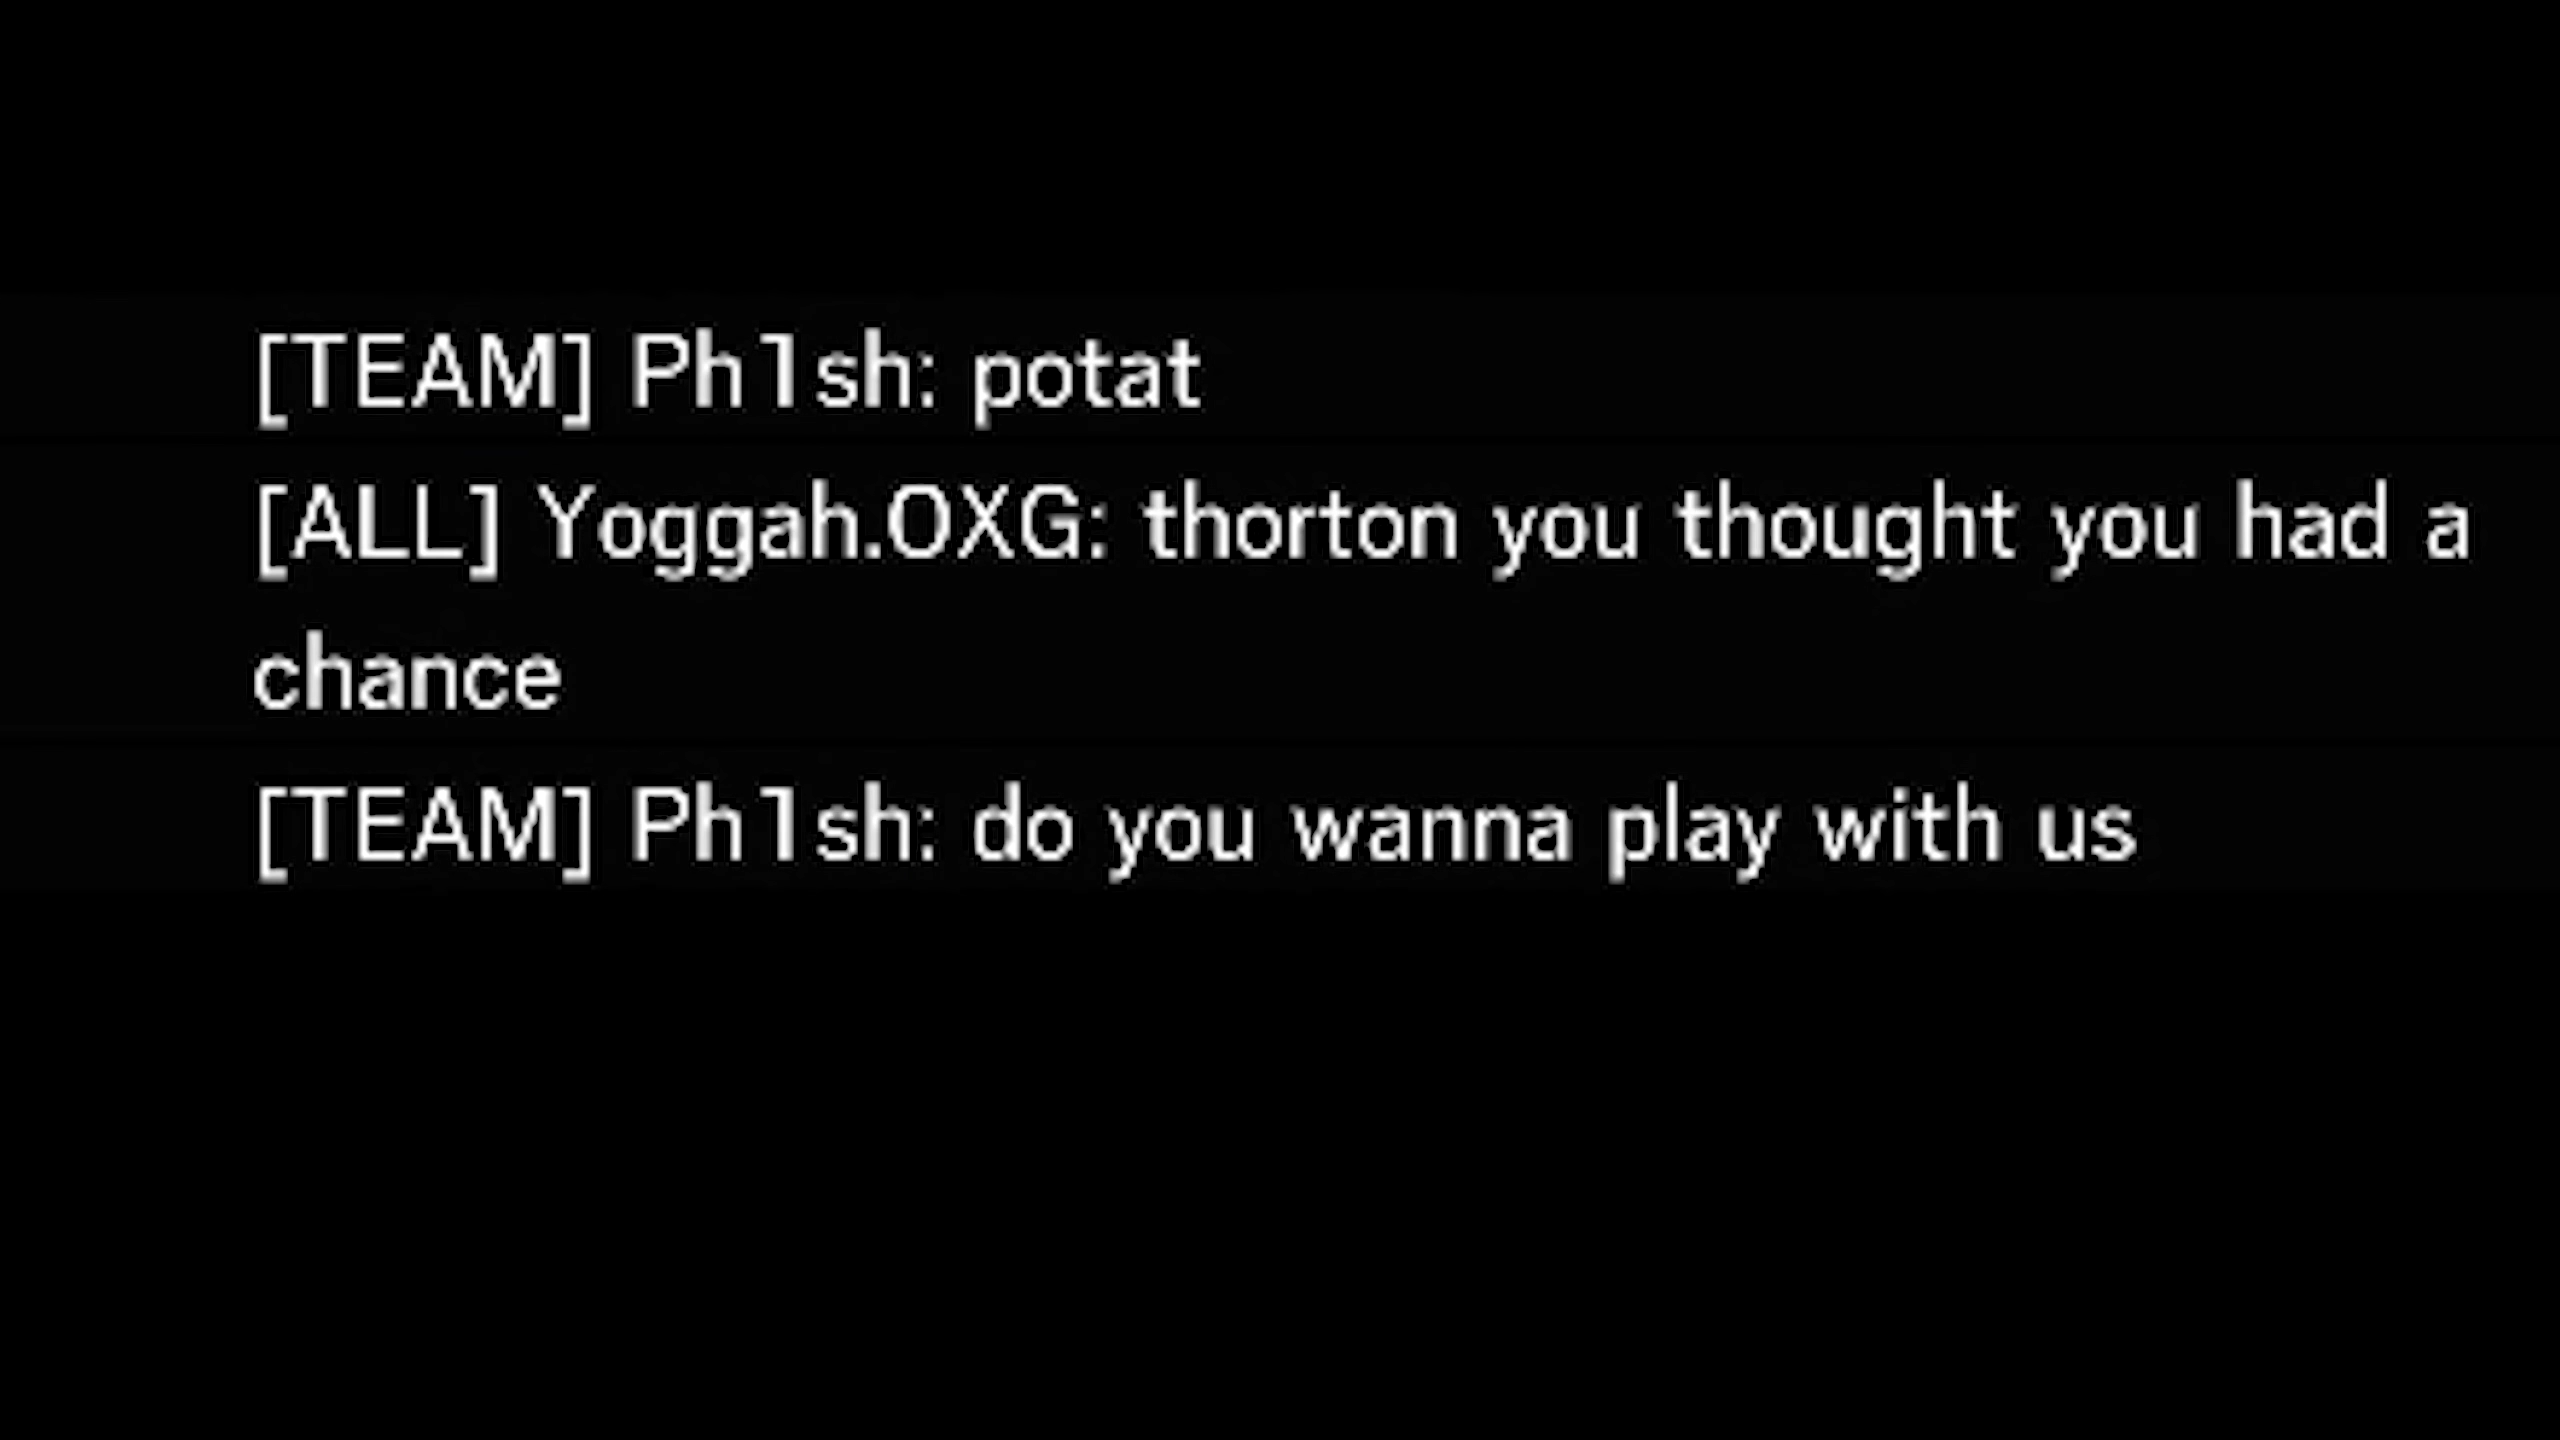 [TEAM] Ph1sh: potat
[ALL] Yoggah.OXG: thorton you thought you had a
chance
[TEAM] Ph1sh: do you wanna play with us